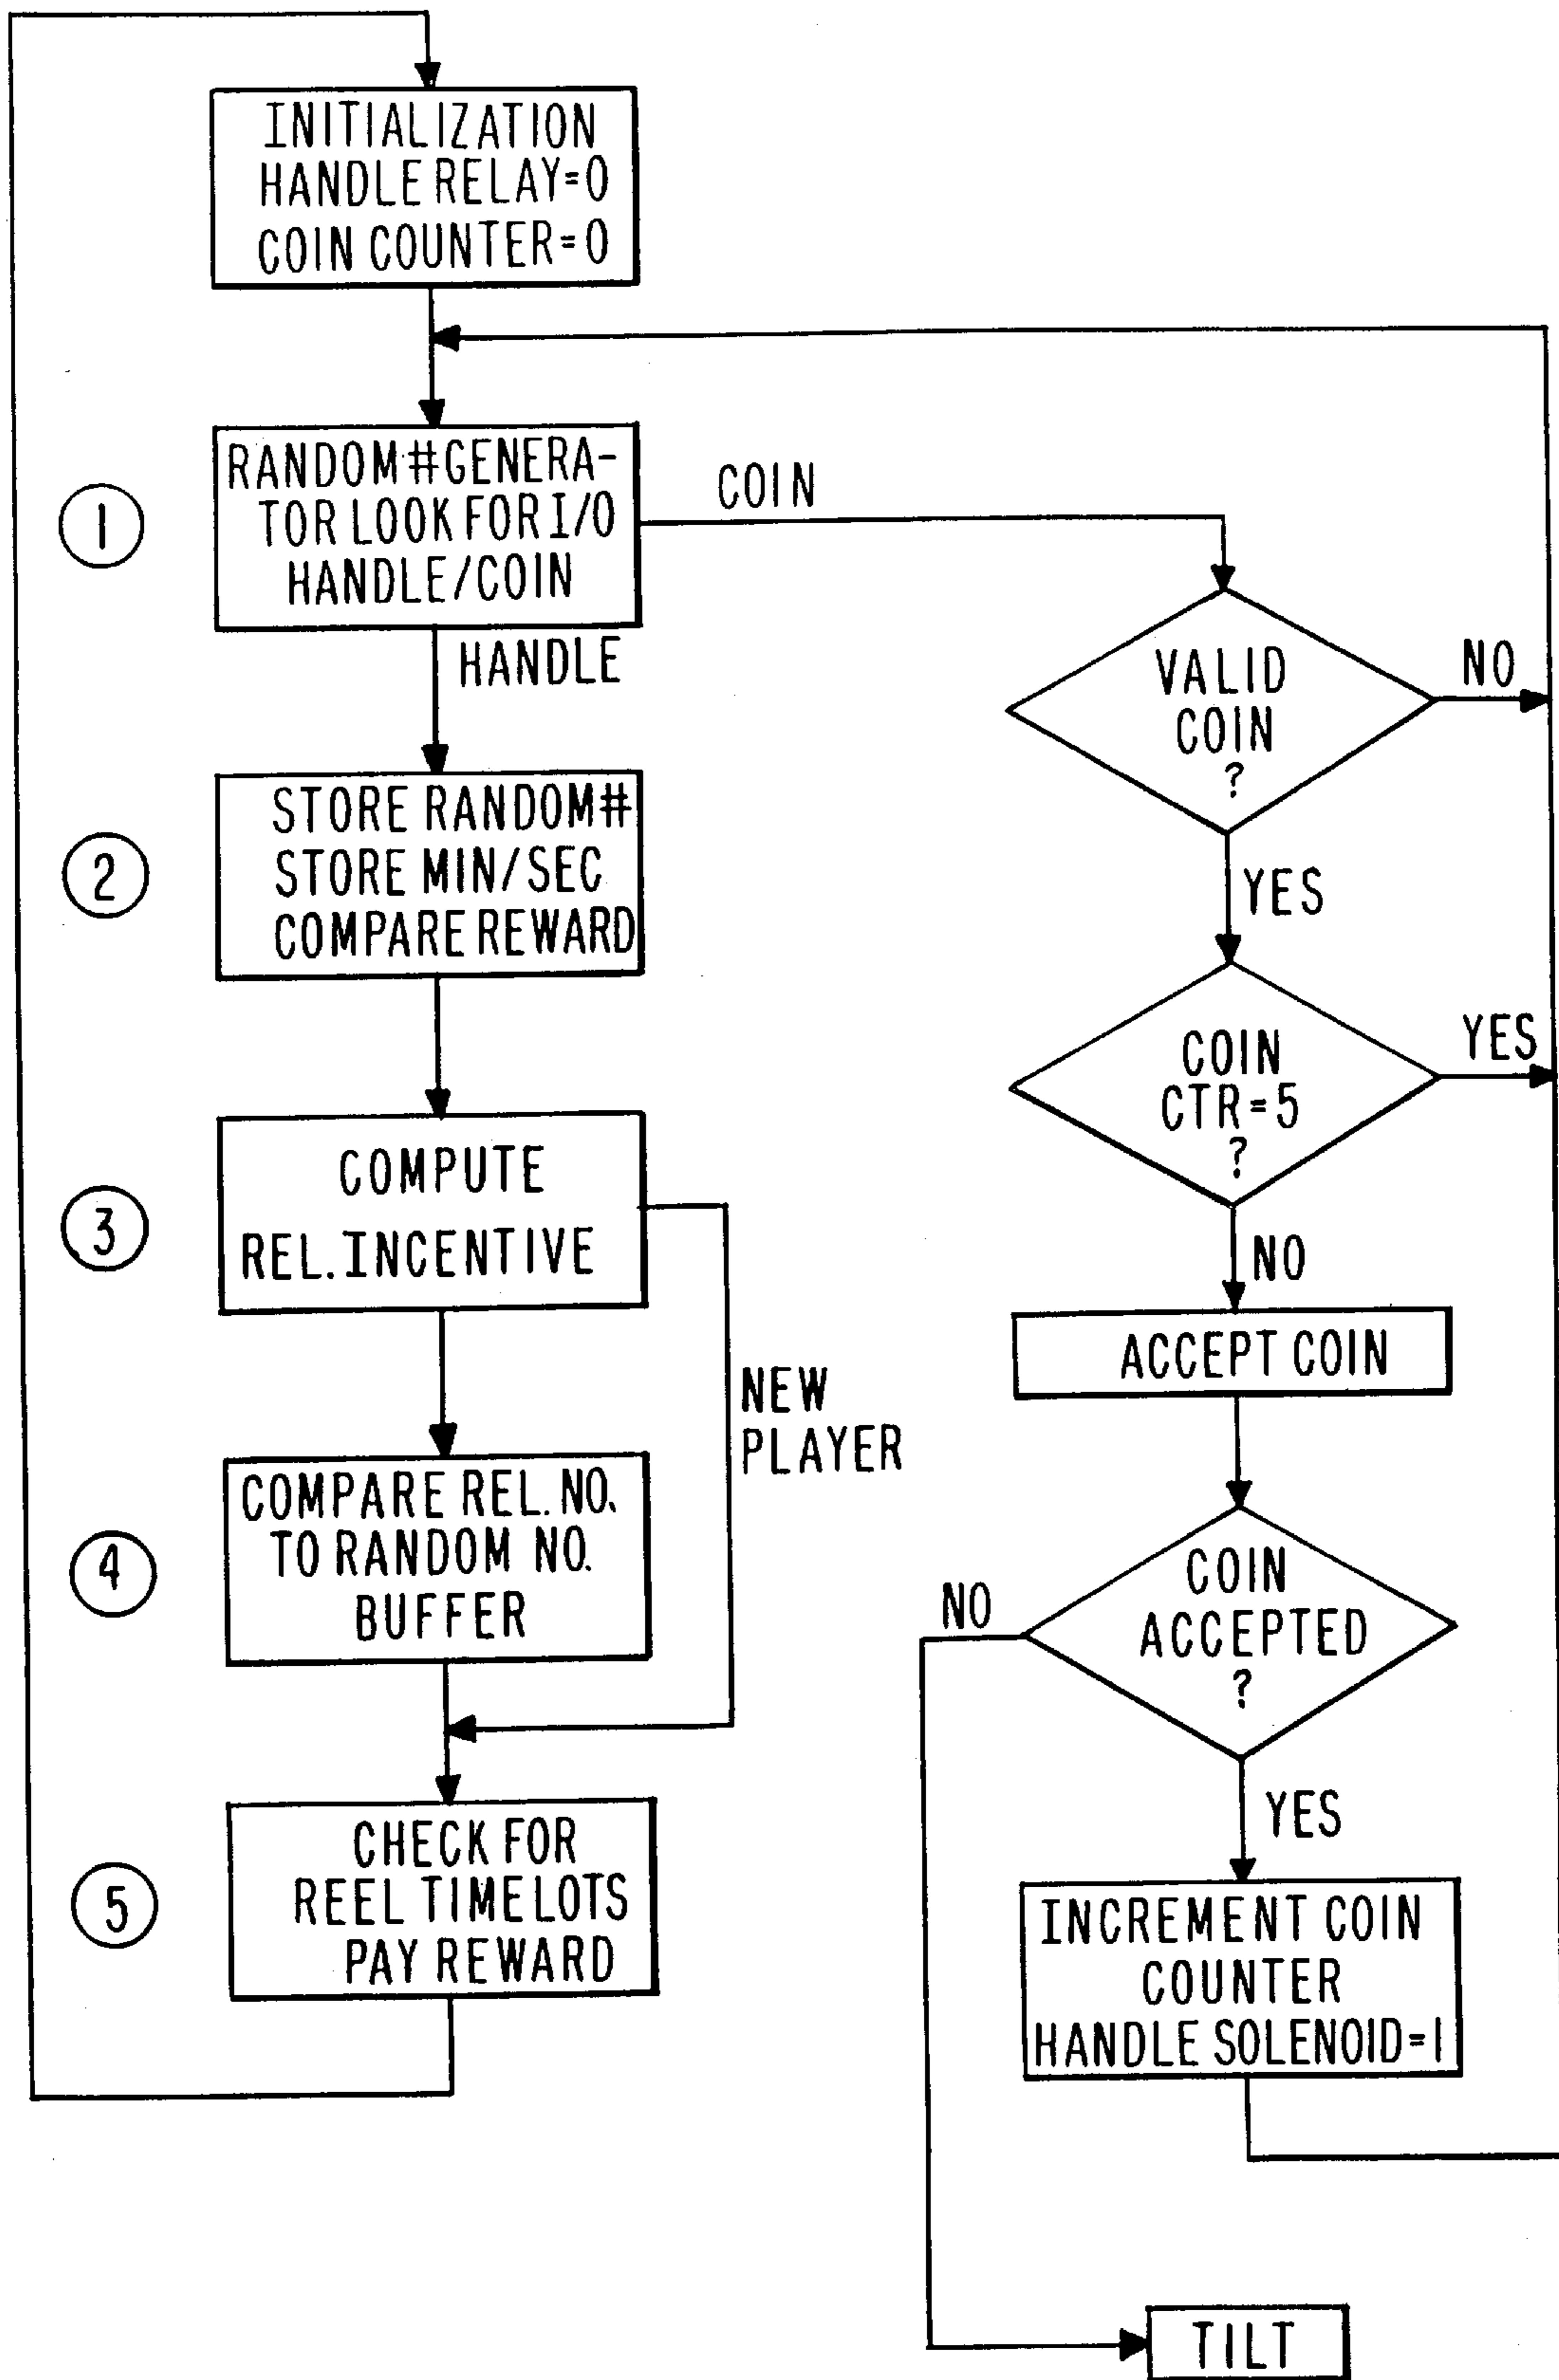 INITIALIZATION
HANDLE RELAY=0
COIN COUNTER=0
1
RANDOM#GENERA-
TOR LOOK FOR I/O
HANDLE/COIN
COIN
HANDLE
VALID
COIN
?
NO
YES
2
STORE RANDOM#
STORE MIN/SEC
COMPARE REWARD
COIN
CTR=5
?
YES
NO
3
COMPUTE
REL. INCENTIVE
NEW
PLAYER
ACCEPT COIN
4
COMPARE REL. NO.
TO RANDOM NO.
BUFFER
COIN
ACCEPTED
?
NO
YES
5
CHECK FOR
REEL TIMELOTS
PAY REWARD
INCREMENT COIN
COUNTER
HANDLE SOLENOID=1
TILT